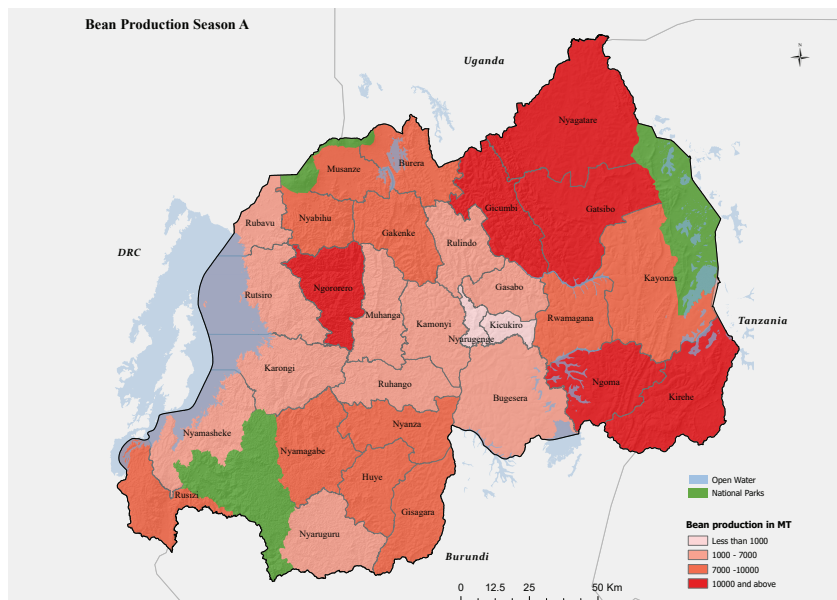 Bean Production Season A
Uganda
N
Nyagatare
Burera
Musanze
Gicumbi
Gatsibo
Rubavu
Nyabihu
Gakenke
Rulindo
DRC
Kayonza
Ngororero
Gasabo
Rutsiro
Muhanga
Kamonyi
Rwamagana
Tanzania
Kicukiro
Nyarugenge
Karongi
Ruhango
Ngoma
Kirehe
Bugesera
Nyanza
Nyamasheke
Nyamagabe
Huye
Open Water
National Parks
Rusizi
Gisagara
Nyaruguru
Bean production in MT
Less than 1000
1000 - 7000
7000 -10000
10000 and above
Burundi
0 12.5 25 50 Km